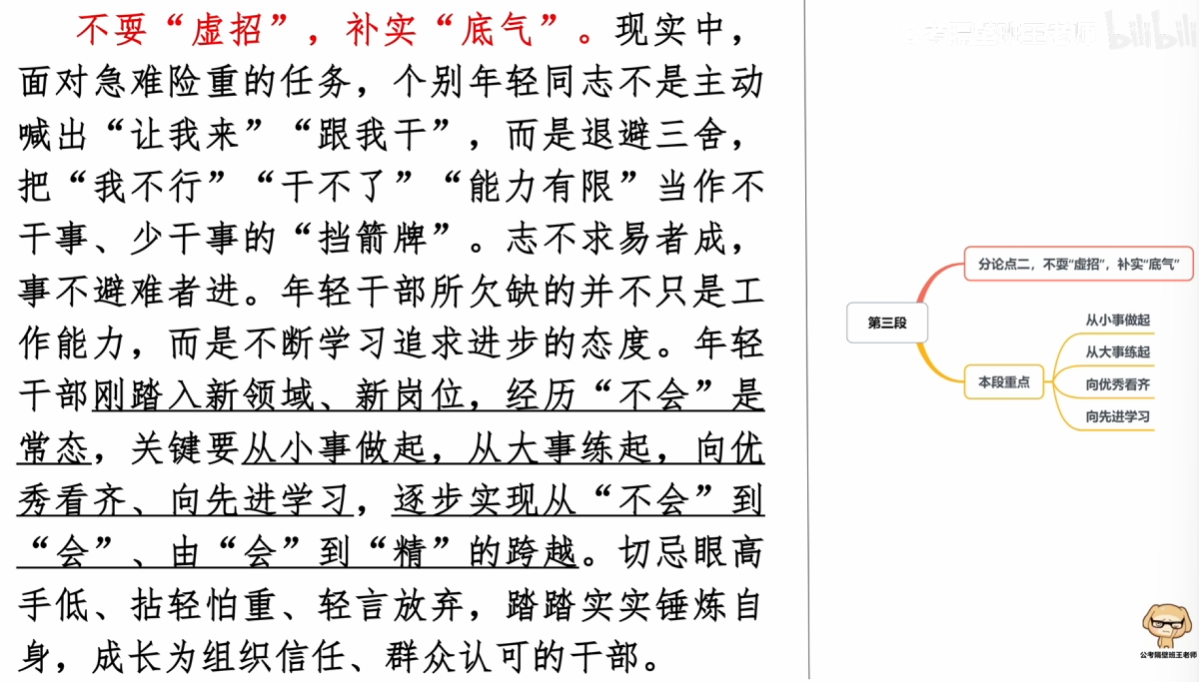 不耍“虚招”，补实“底气”。现实中，
面对急难险重的任务，个别年轻同志不是主动
喊出“让我来”“跟我干”，而是退避三舍，
把“我不行”“干不了”“能力有限”当作不
干事、少干事的“挡箭牌”。志不求易者成，
事不避难者进。年轻干部所欠缺的并不只是工
作能力，而是不断学习追求进步的态度。年轻
干部刚踏入新领域、新岗位，经历“不会”是
常态，关键要从小事做起，从大事练起，向优
秀看齐、向先进学习，逐步实现从“不会”到
“会”、由“会”到“精”的跨越。切忌眼高
手低、拈轻怕重、轻言放弃，踏踏实实锤炼自
身，成长为组织信任、群众认可的干部。
bilibili
分论点二，不耍“虚招”，补实“底气”
第三段
从小事做起
从大事练起
本段重点
向优秀看齐
向先进学习
公考隔壁班王老师